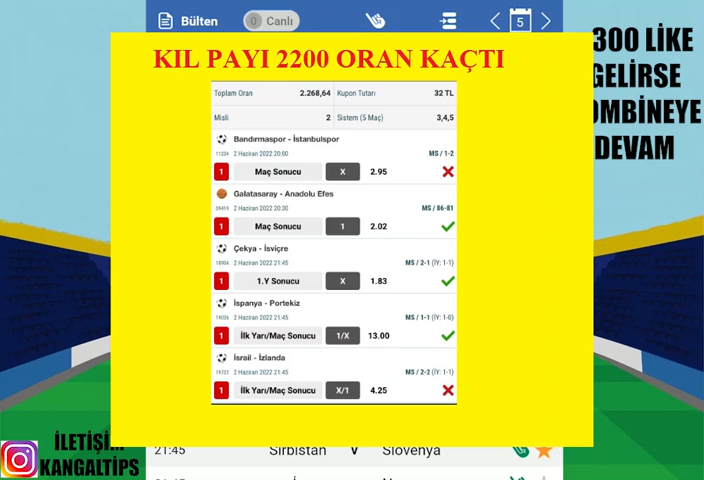 Bülten
0 Canlı
5
300 LİKE
GELİRSE
OMBİNEYE
DEVAM
KIL PAYI 2200 ORAN KAÇTI
Toplam Oran 2.268,64 Kupon Tutarı 32 TL
Misli 2 Sistem (5 Maç) 3,4,5
Bandırmaspor - İstanbulspor
11234 2 Haziran 2022 20:00 MS / 1-2
1 Maç Sonucu X 2.95
Galatasaray - Anadolu Efes
2 Haziran 2022 20:30 MS / 86-81
1 Maç Sonucu 1 2.02
Çekya - İsviçre
2 Haziran 2022 21:45 MS / 2-1 (İY: 1-1)
1 1.Y Sonucu X 1.83
İspanya - Portekiz
2 Haziran 2022 21:45 MS / 1-1 (İY: 1-0)
1 İlk Yarı/Maç Sonucu 1/X 13.00
İsrail - İzlanda
2 Haziran 2022 21:45 MS / 2-2 (İY: 1-1)
1 İlk Yarı/Maç Sonucu X/1 4.25
21:45 Sırbistan v Slovenya
İLETİŞİM
KANGALTİPS